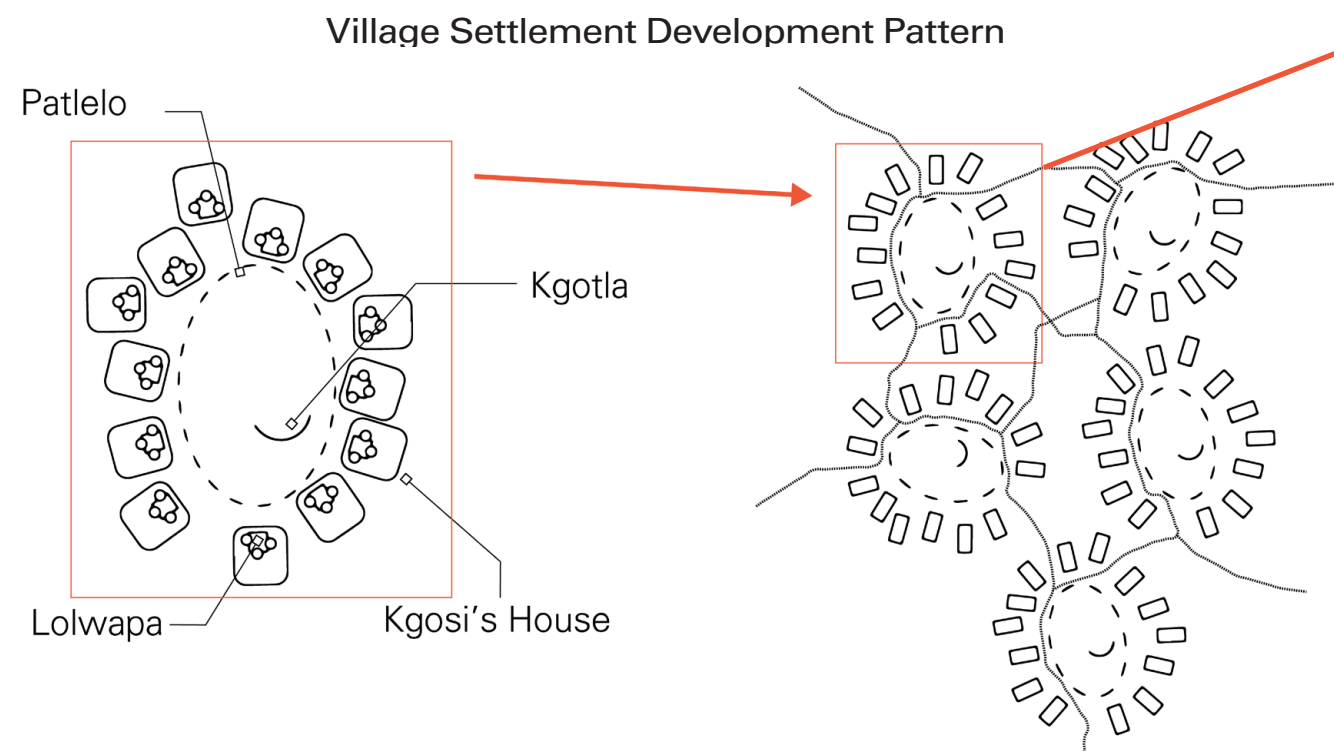 Village Settlement Development Pattern
Patlelo
Kgotla
Lolwapa
Kgosi's House